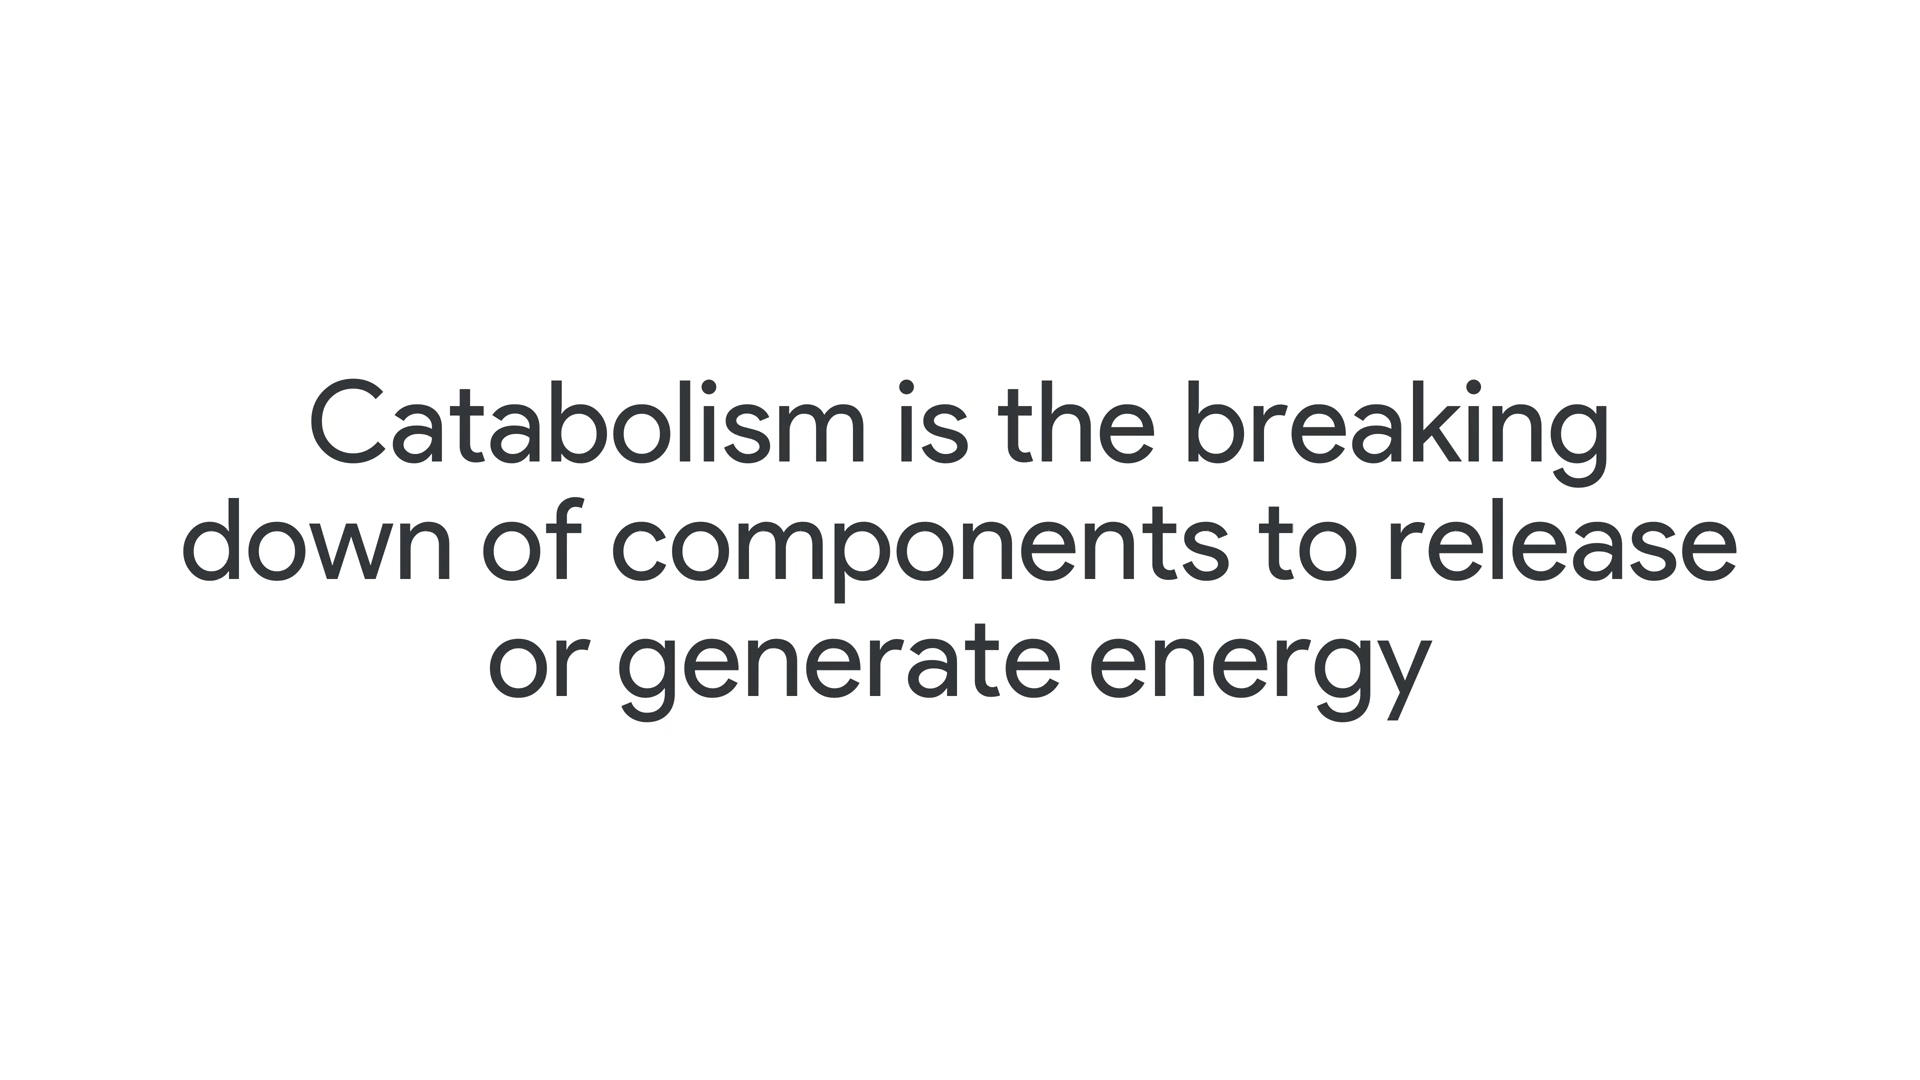 Catabolism is the breaking
down of components to release
or generate energy